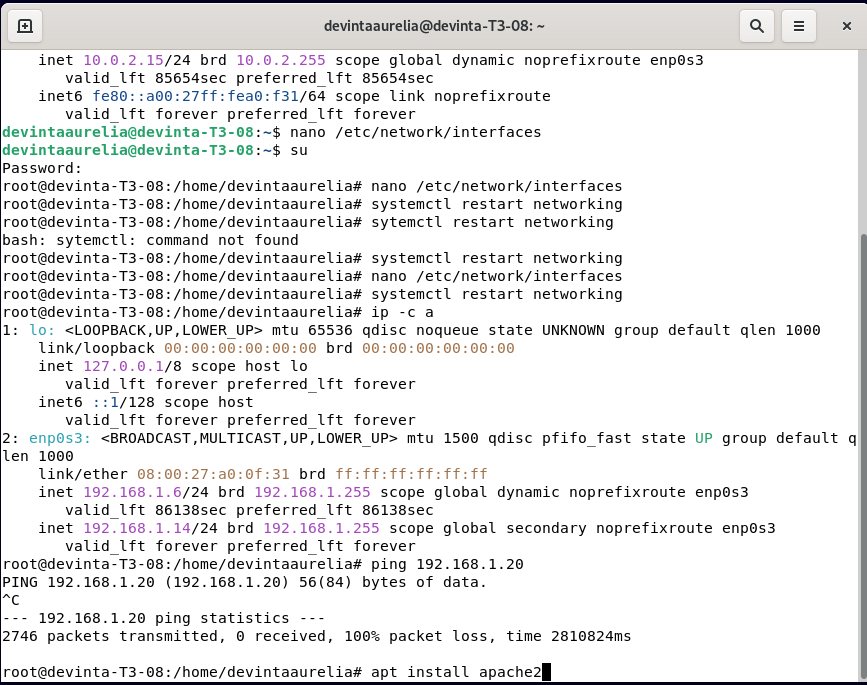 devintaaurelia@devinta-T3-08: ~
    inet 10.0.2.15/24 brd 10.0.2.255 scope global dynamic noprefixroute enp0s3
       valid_lft 85654sec preferred_lft 85654sec
    inet6 fe80::a00:27ff:fea0:f31/64 scope link noprefixroute
       valid_lft forever preferred_lft forever
devintaaurelia@devinta-T3-08:~$ nano /etc/network/interfaces
devintaaurelia@devinta-T3-08:~$ su
Password:
root@devinta-T3-08:/home/devintaaurelia# nano /etc/network/interfaces
root@devinta-T3-08:/home/devintaaurelia# systemctl restart networking
root@devinta-T3-08:/home/devintaaurelia# sytemctl restart networking
bash: sytemctl: command not found
root@devinta-T3-08:/home/devintaaurelia# systemctl restart networking
root@devinta-T3-08:/home/devintaaurelia# nano /etc/network/interfaces
root@devinta-T3-08:/home/devintaaurelia# systemctl restart networking
root@devinta-T3-08:/home/devintaaurelia# ip -c a
1: lo: <LOOPBACK,UP,LOWER_UP> mtu 65536 qdisc noqueue state UNKNOWN group default qlen 1000
    link/loopback 00:00:00:00:00:00 brd 00:00:00:00:00:00
    inet 127.0.0.1/8 scope host lo
       valid_lft forever preferred_lft forever
    inet6 ::1/128 scope host
       valid_lft forever preferred_lft forever
2: enp0s3: <BROADCAST,MULTICAST,UP,LOWER_UP> mtu 1500 qdisc pfifo_fast state UP group default q
len 1000
    link/ether 08:00:27:a0:0f:31 brd ff:ff:ff:ff:ff:ff
    inet 192.168.1.6/24 brd 192.168.1.255 scope global dynamic noprefixroute enp0s3
       valid_lft 86138sec preferred_lft 86138sec
    inet 192.168.1.14/24 brd 192.168.1.255 scope global secondary noprefixroute enp0s3
       valid_lft forever preferred_lft forever
root@devinta-T3-08:/home/devintaaurelia# ping 192.168.1.20
PING 192.168.1.20 (192.168.1.20) 56(84) bytes of data.
^C
--- 192.168.1.20 ping statistics ---
2746 packets transmitted, 0 received, 100% packet loss, time 2810824ms
root@devinta-T3-08:/home/devintaaurelia# apt install apache2